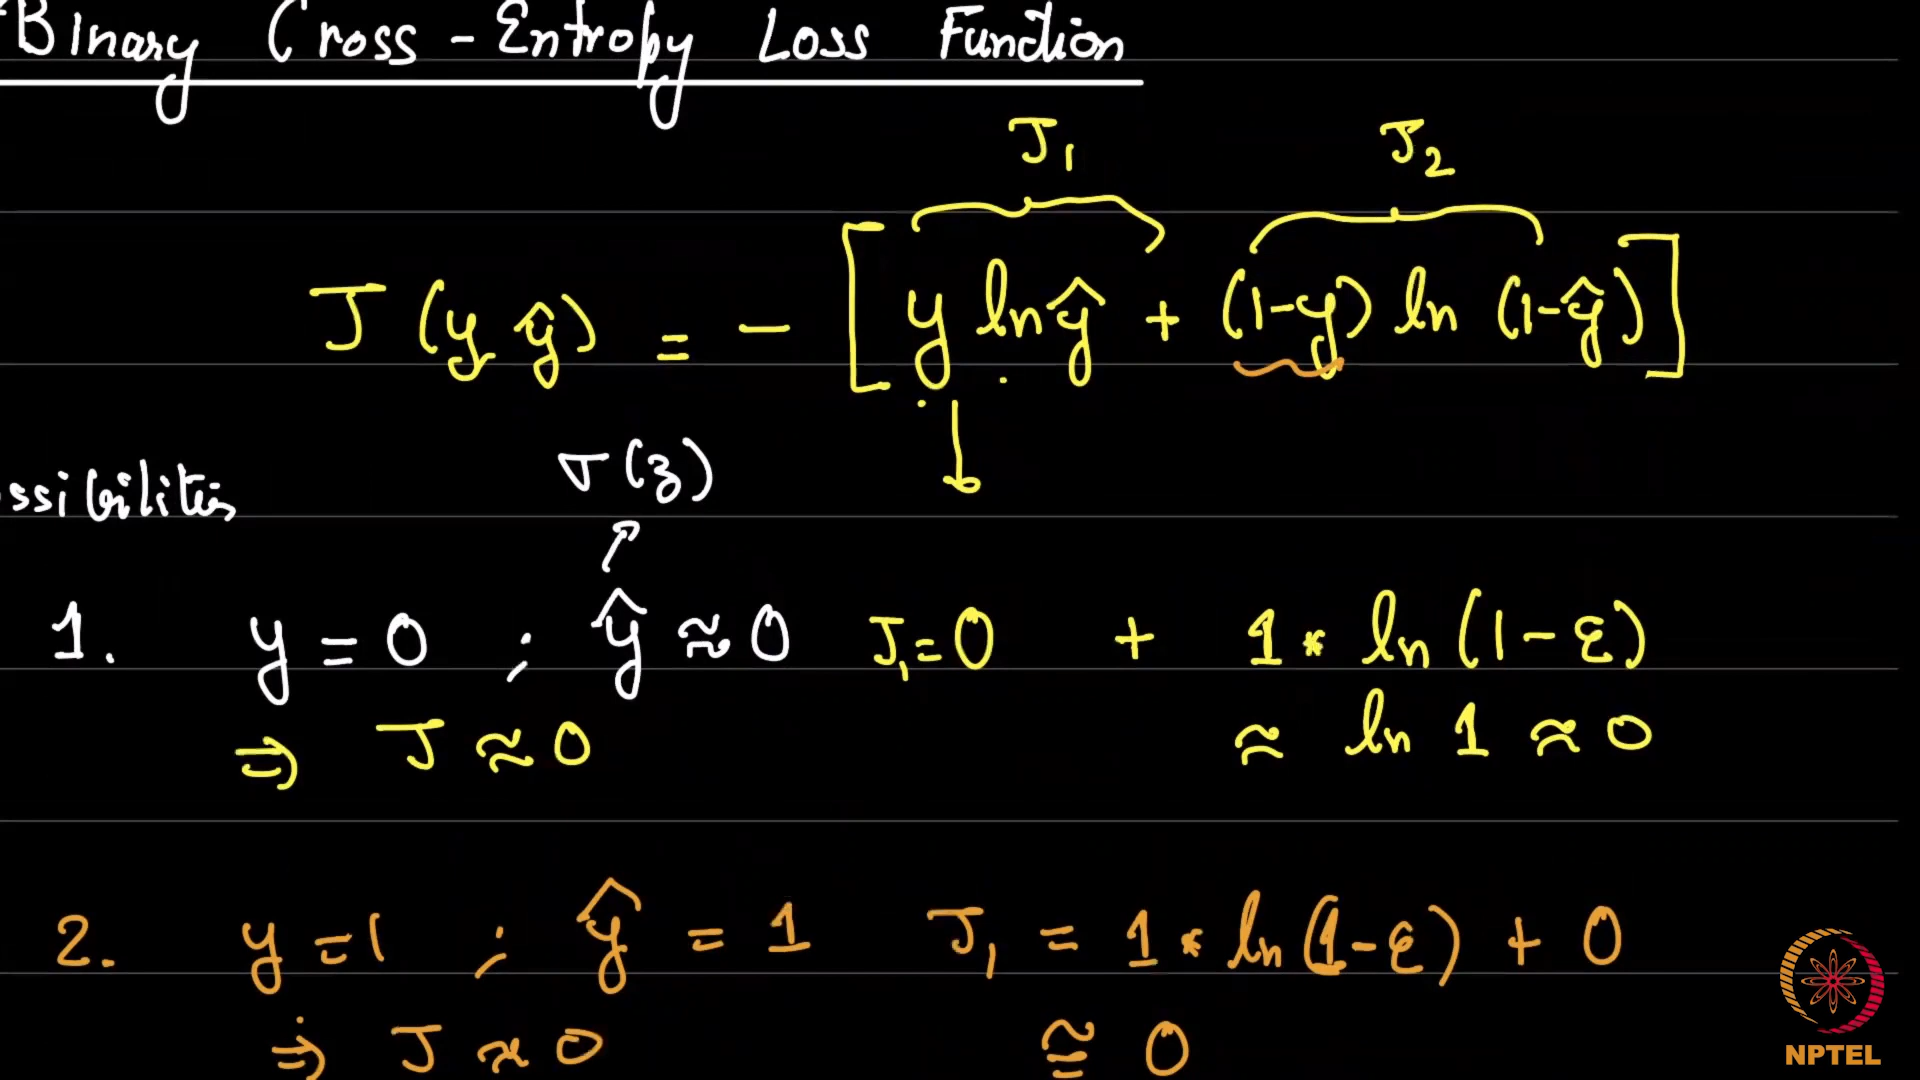 Binary Cross-Entropy Loss Function
J₁ J₂
J (y ŷ) = - [ y ln ŷ + (1-y) ln (1-ŷ) ]
σ(z)
ssibilities
1. y = 0 ; ŷ ≈ 0 J₁ = 0 + 1 * ln (1-ε)
⇒ J ≈ 0 ≈ ln 1 ≈ 0
2. y = 1 ; ŷ = 1 J₁ = 1 * ln (1-ε) + 0
⇒ J ≈ 0 ≅ 0
NPTEL